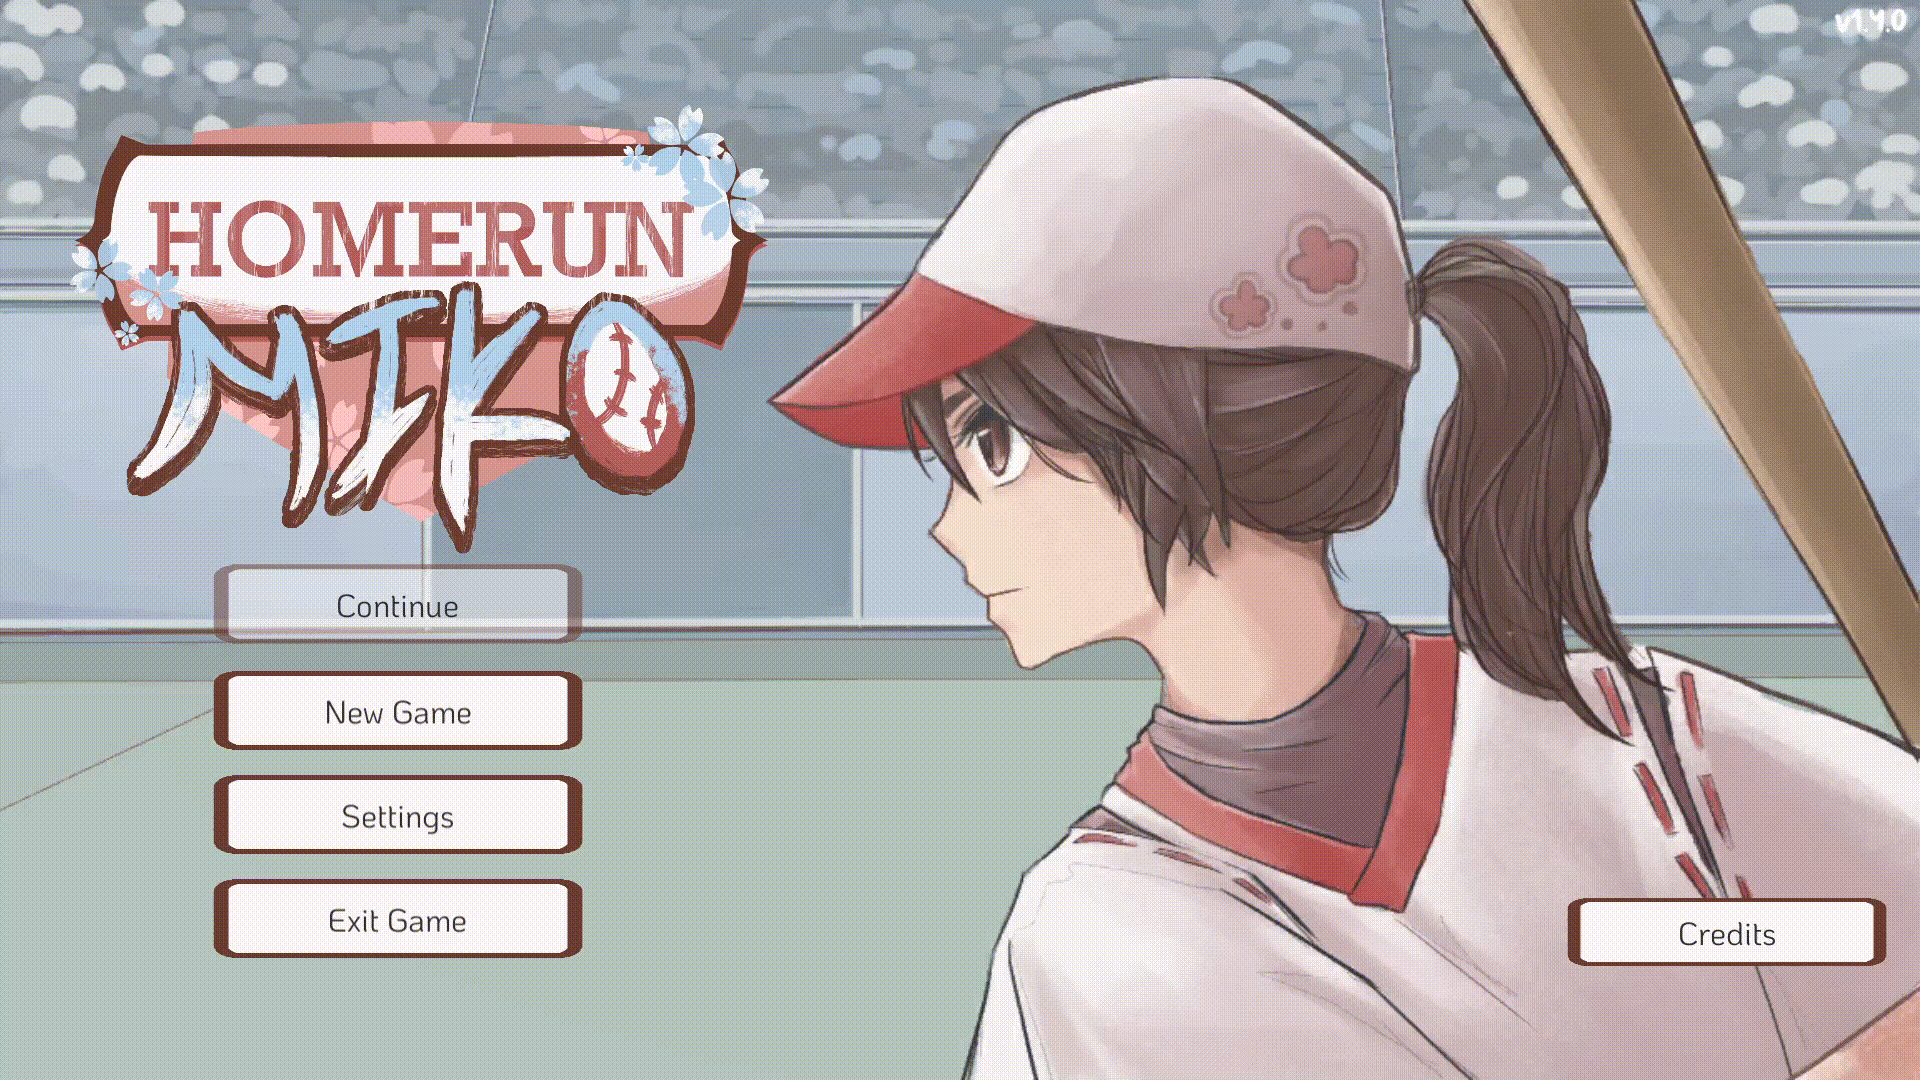 v1.4.0
HOMERUN
MIKO
Continue
New Game
Settings
Exit Game
Credits